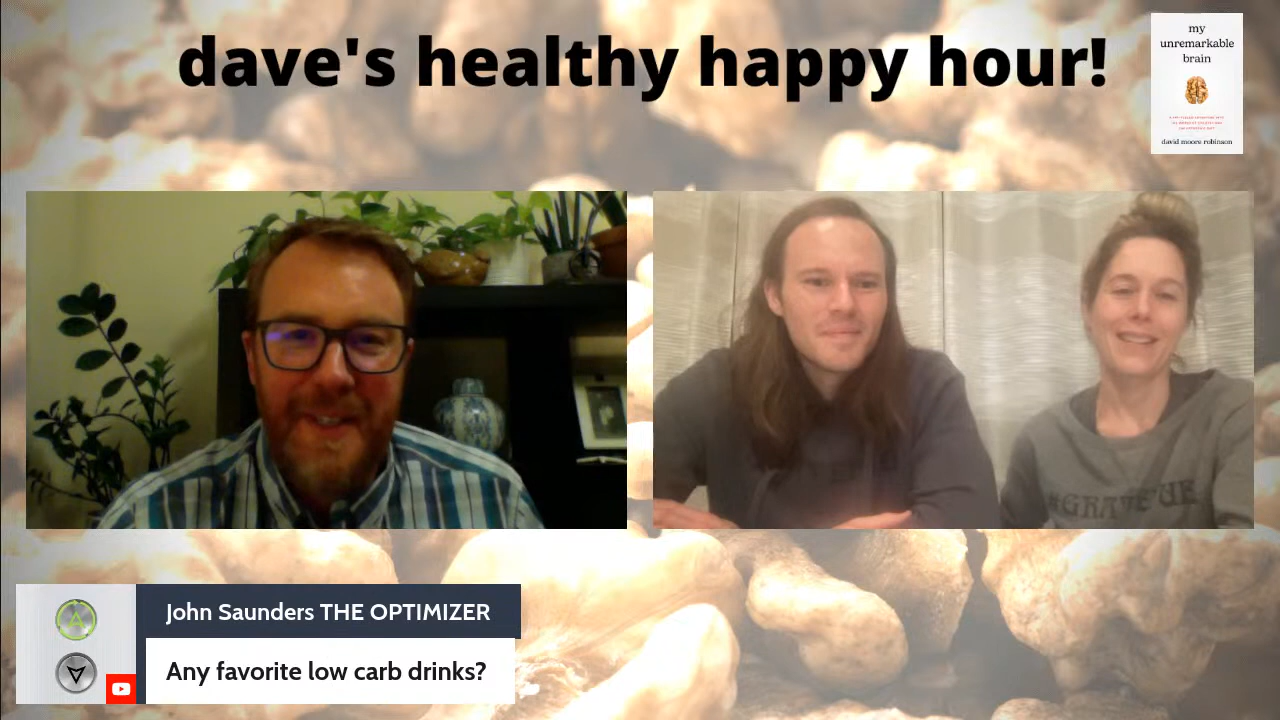 dave's healthy happy hour!
my
unremarkable
brain
david moore robinson
#GRATEFUL
John Saunders THE OPTIMIZER
Any favorite low carb drinks?